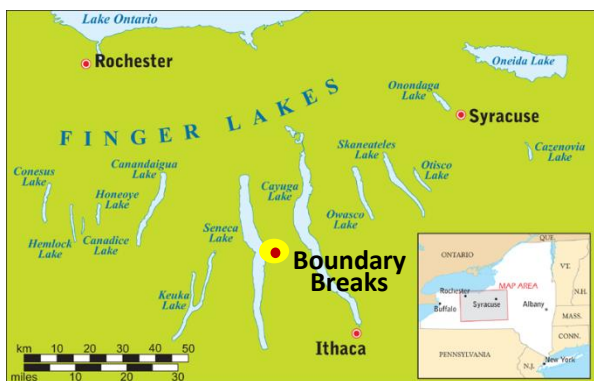 Lake Ontario
Rochester
Oneida Lake
Onondaga
Lake
Syracuse
FINGER LAKES
Cazenovia
Lake
Skaneateles
Lake
Otisco
Lake
Conesus
Lake
Canandaigua
Lake
Honeoye
Lake
Cayuga
Lake
Owasco
Lake
Hemlock
Lake
Canadice
Lake
Seneca
Lake
Keuka
Lake
Boundary
Breaks
Ithaca
km 10 20 30 40 50
miles 10 20 30
ONTARIO
QUE.
VT.
MAP AREA
Rochester
Syracuse
N.H.
Buffalo
Albany
MASS.
CONN.
PENNSYLVANIA
New York
N.J.